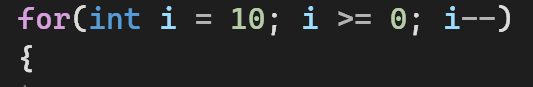 for(int i = 10; i >= 0; i--)
{